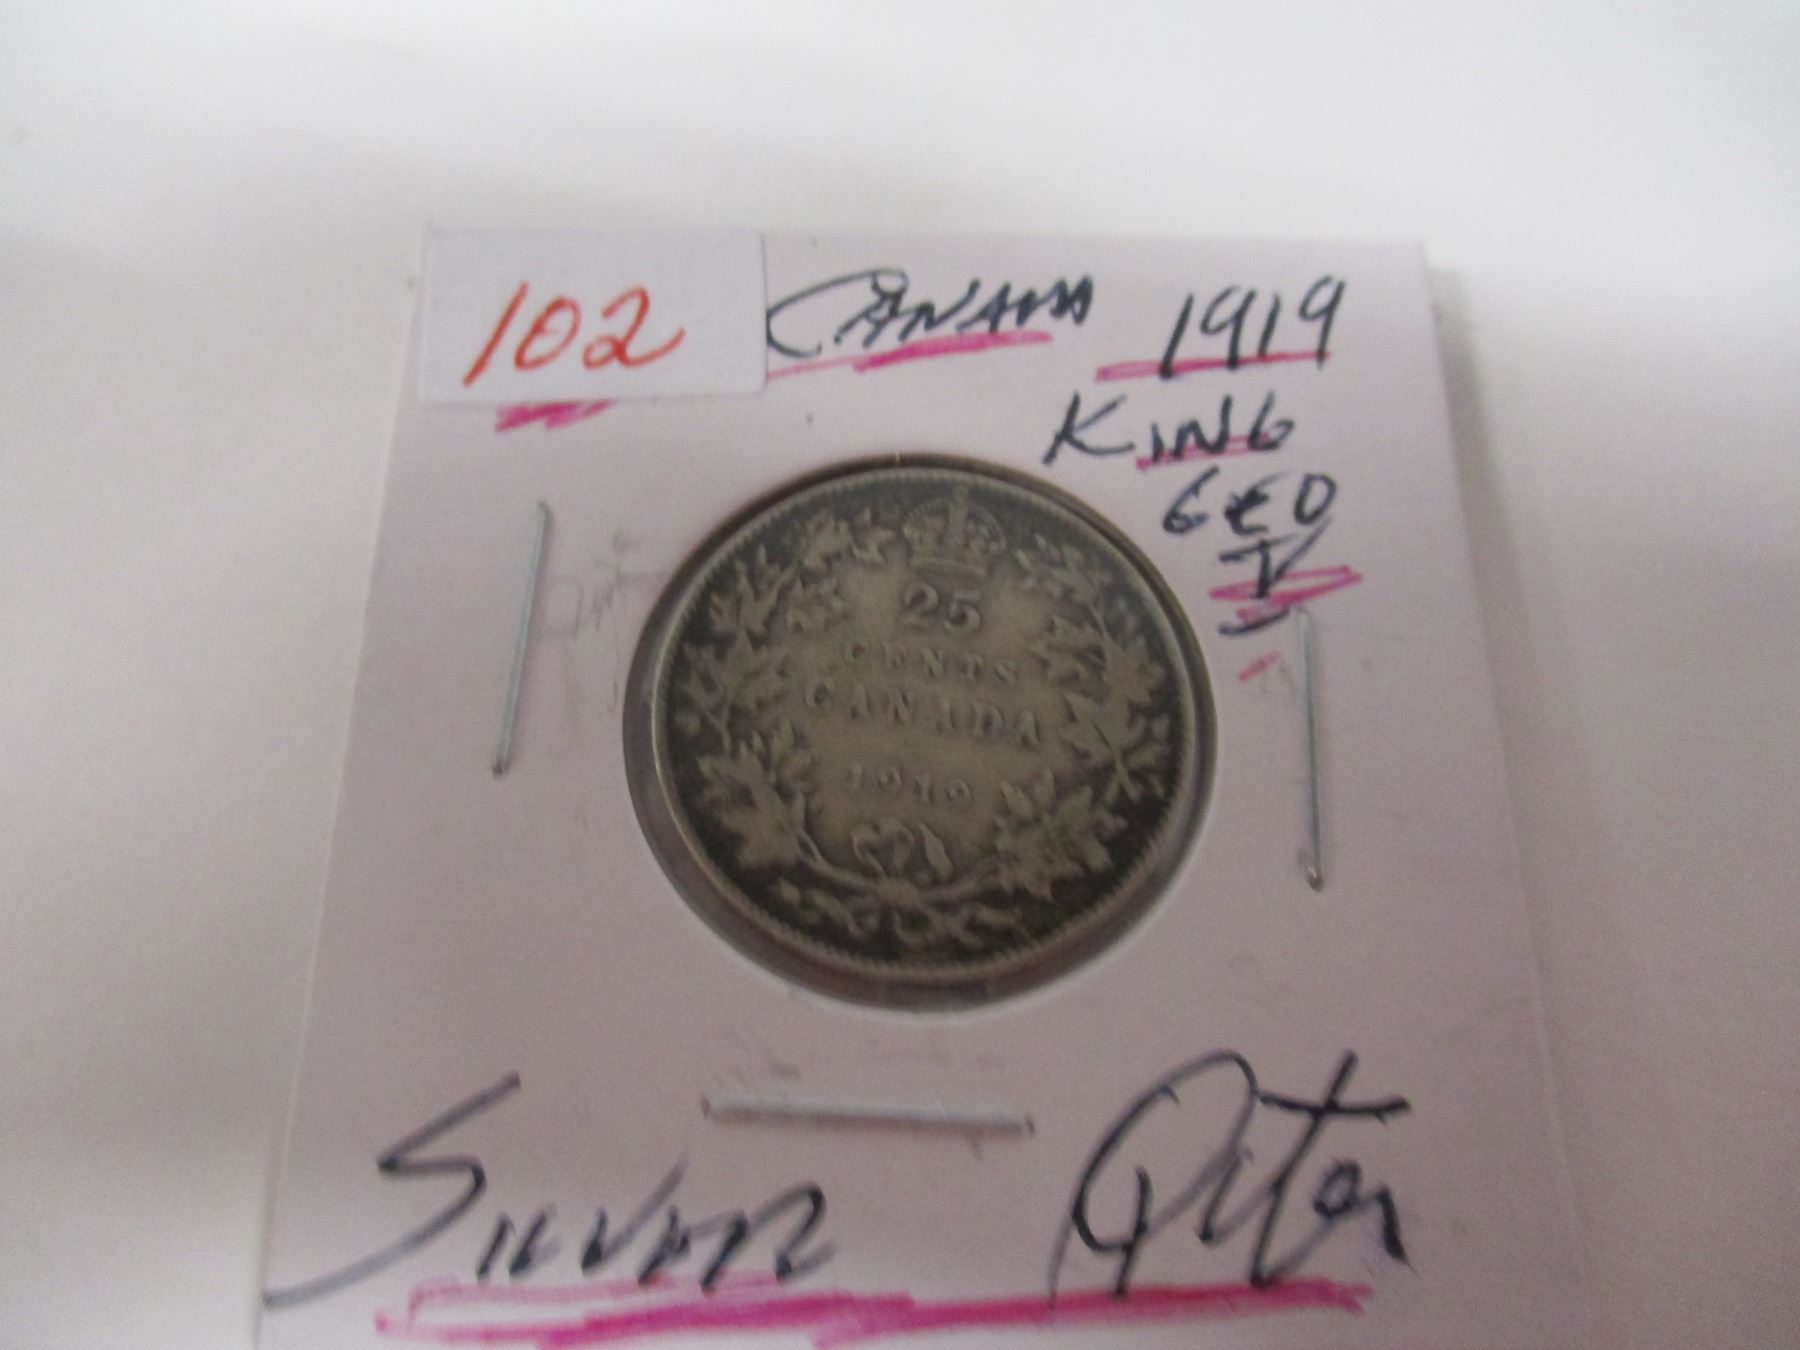 102 CANADA 1919
KING
GEO
V
25
CENTS
CANADA
1919
SILVER Qtr